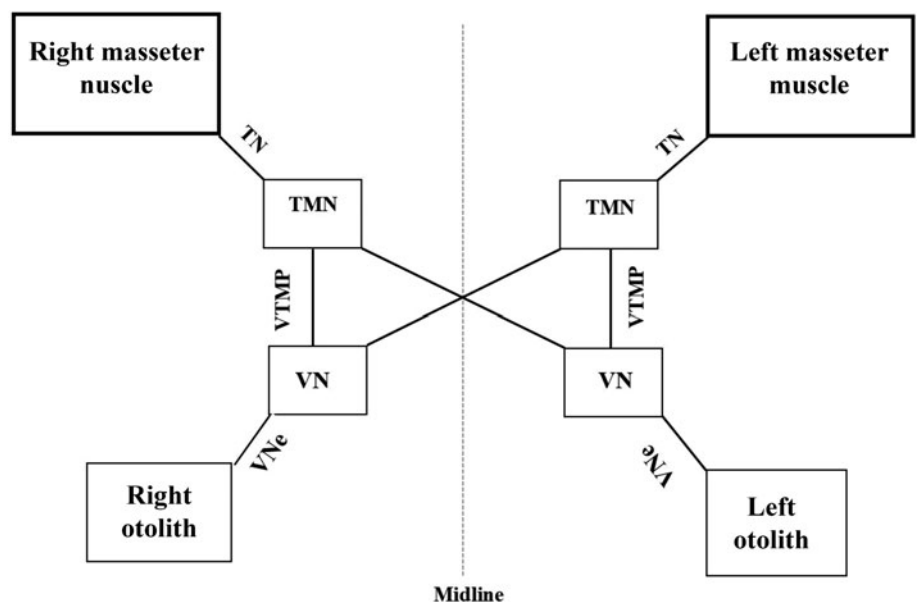 Right masseter
nuscle
Left masseter
muscle
TN
TN
TMN
TMN
VTMP
VTMP
VN
VN
VNe
VNe
Right
otolith
Left
otolith
Midline